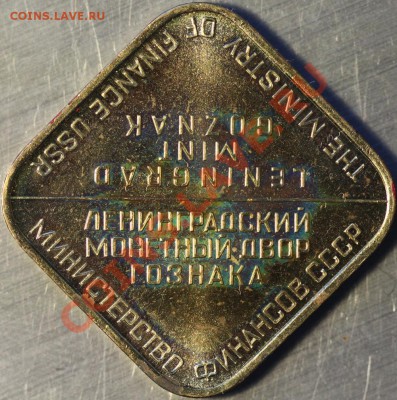 COINS.LAVE.RU
THE MINISTRY OF FINANCE USSR
LENINGRAD
MINT
GOZNAK
ЛЕНИНГРАДСКИЙ
МОНЕТНЫЙ ДВОР
ГОЗНАКА
МИНИСТЕРСТВО ФИНАНСОВ СССР